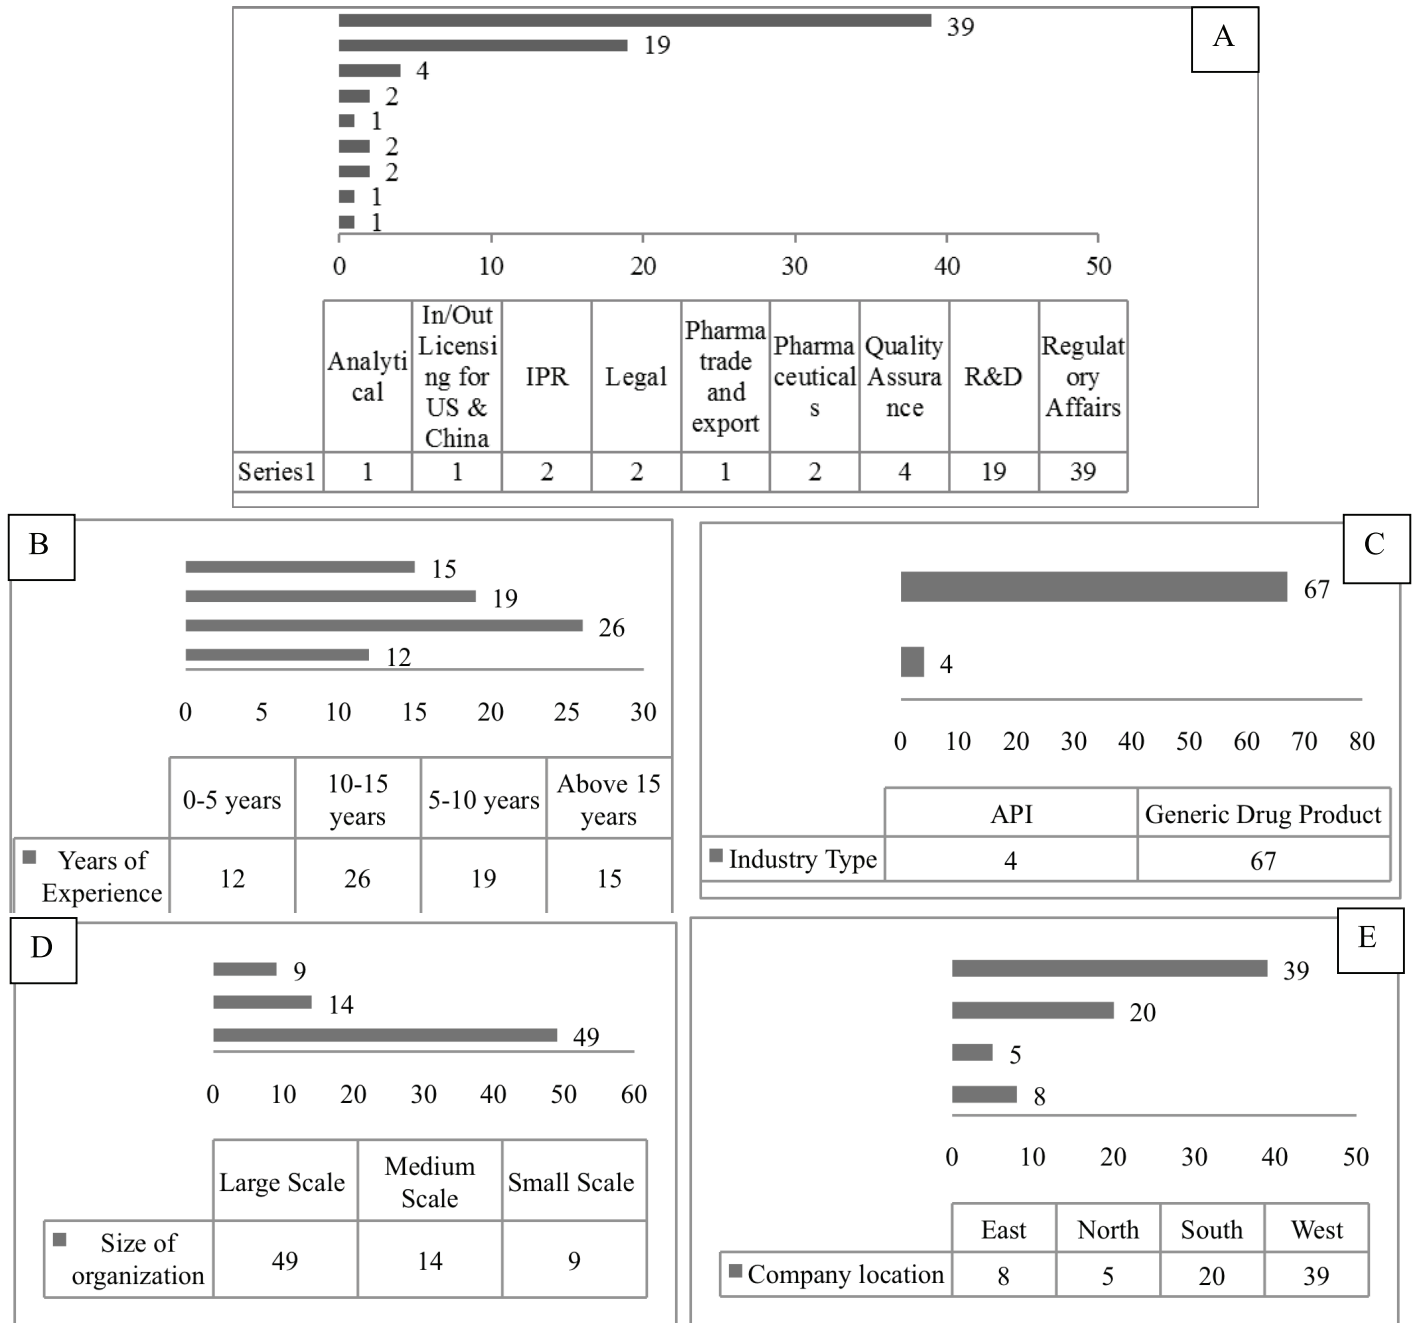 A
39
19
4
2
1
2
2
1
1
0 10 20 30 40 50
Analyti
cal
In/Out
Licensi
ng for
US &
China
IPR
Legal
Pharma
trade
and
export
Pharma
ceutical
s
Quality
Assura
nce
R&D
Regulat
ory
Affairs
Series1 1 1 2 2 1 2 4 19 39
B
15
19
26
12
0 5 10 15 20 25 30
0-5 years
10-15
years
5-10 years
Above 15
years
Years of
Experience
12 26 19 15
C
67
4
0 10 20 30 40 50 60 70 80
API Generic Drug Product
Industry Type 4 67
D
9
14
49
0 10 20 30 40 50 60
Large Scale
Medium
Scale
Small Scale
Size of
organization
49 14 9
E
39
20
5
8
0 10 20 30 40 50
East North South West
Company location 8 5 20 39